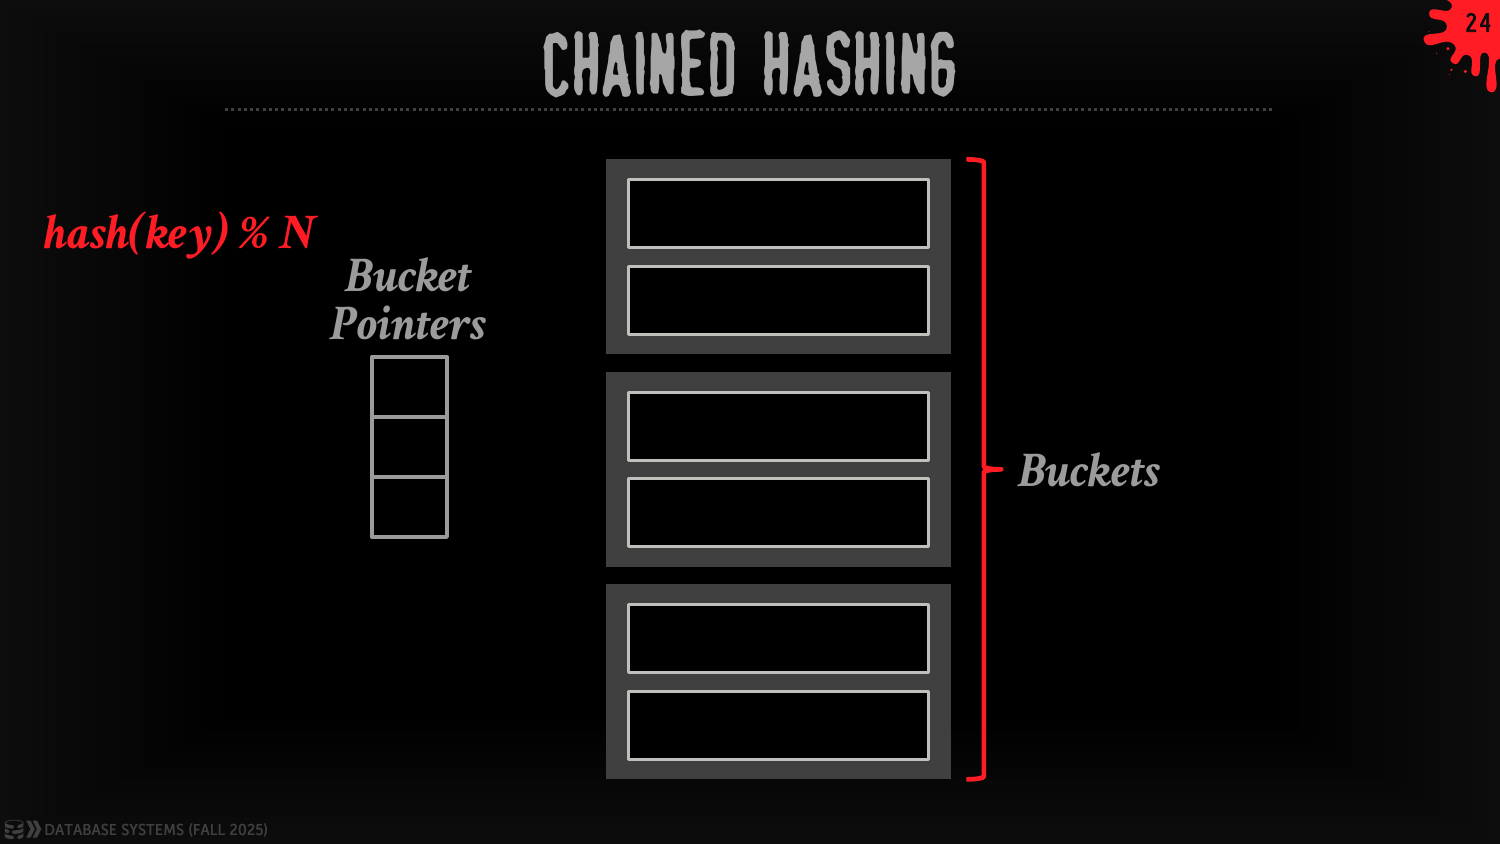 24
CHAINED HASHING
hash(key) % N
Bucket
Pointers
Buckets
DATABASE SYSTEMS (FALL 2025)